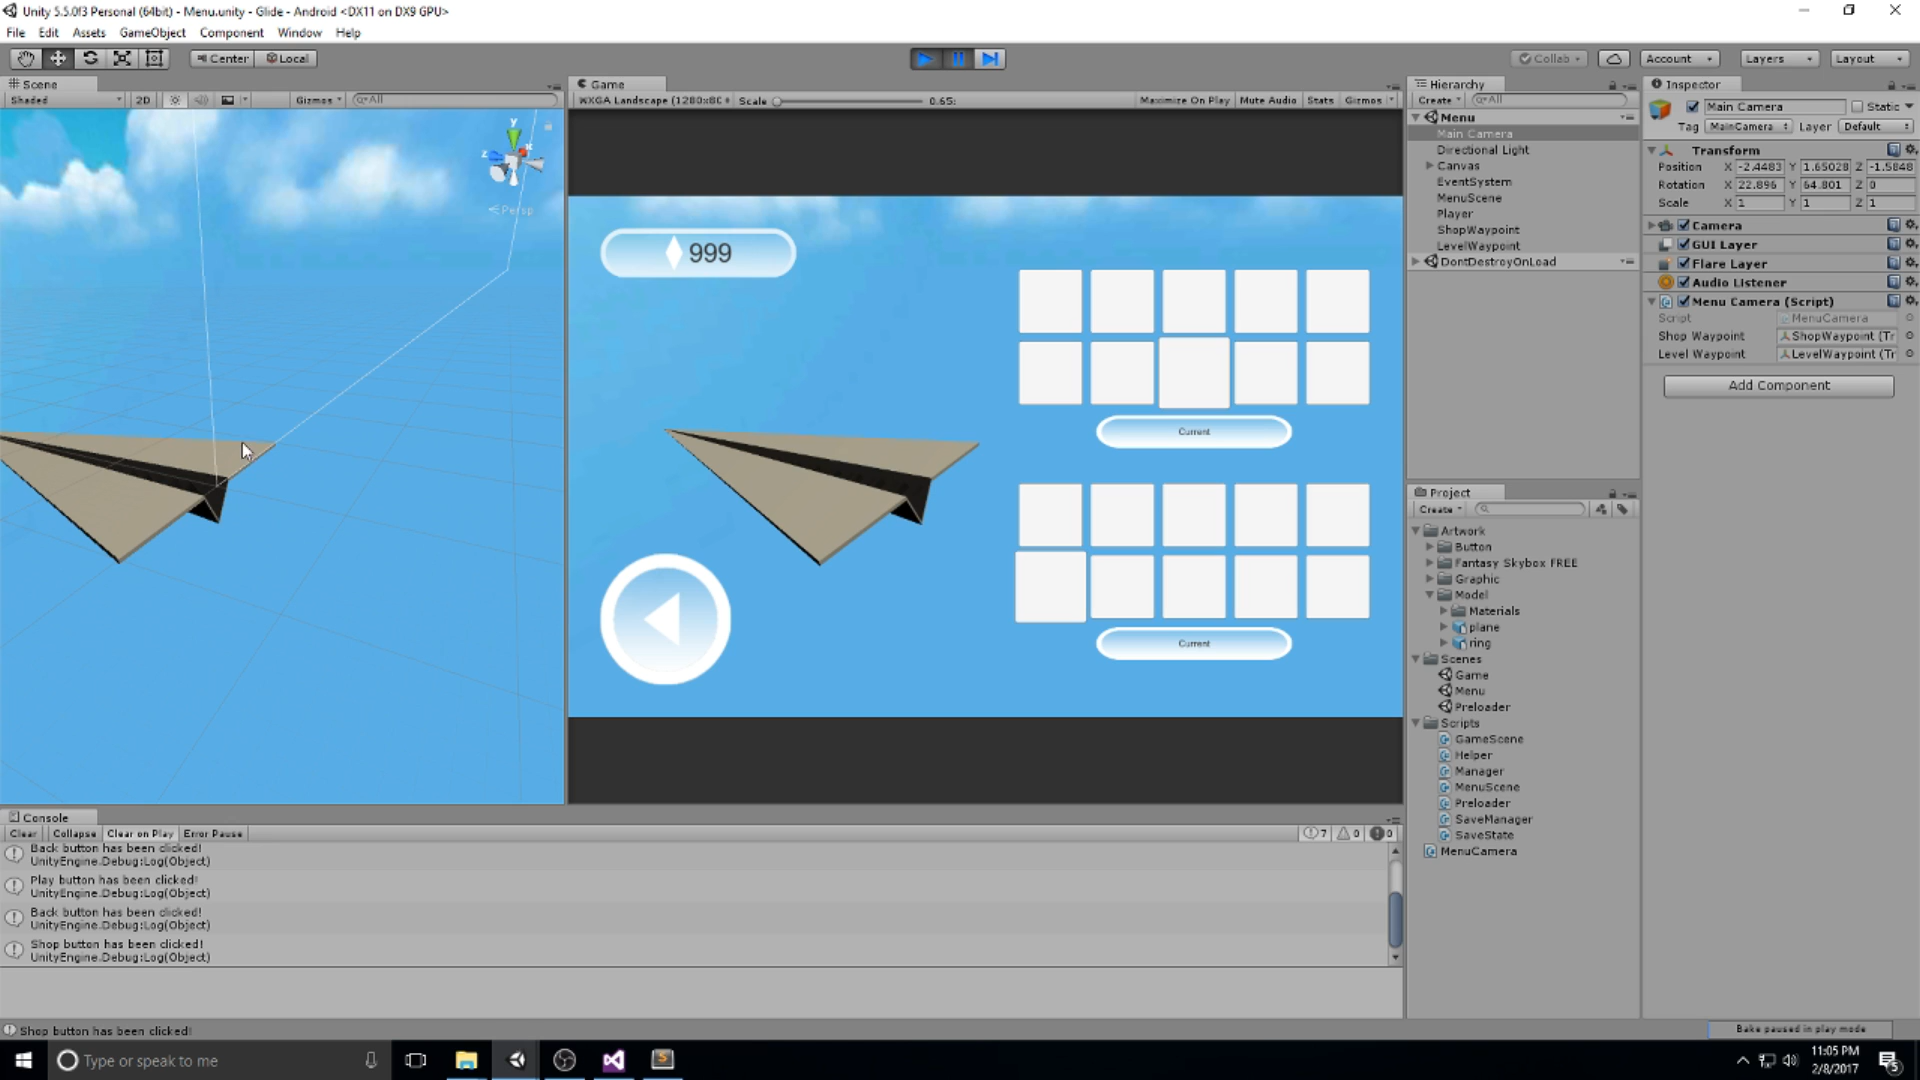 Unity 5.5.0f3 Personal (64bit) - Menu.unity - Glide - Android <DX11 on DX9 GPU>
File Edit Assets GameObject Component Window Help
Center Local
Collab Account Layers Layout
Scene
Shaded 2D Gizmos All
y
x
z
Persp
Game
WXGA Landscape (1280x80 Scale 0.65: Maximize On Play Mute Audio Stats Gizmos
999
Current
Current
Hierarchy
Create All
Menu
Main Camera
Directional Light
Canvas
EventSystem
MenuScene
Player
ShopWaypoint
LevelWaypoint
DontDestroyOnLoad
Project
Create
Artwork
Button
Fantasy Skybox FREE
Graphic
Model
Materials
plane
ring
Scenes
Game
Menu
Preloader
Scripts
GameScene
Helper
Manager
MenuScene
Preloader
SaveManager
SaveState
MenuCamera
Inspector
Main Camera Static
Tag MainCamera Layer Default
Transform
Position X -2.4483 Y 1.65028 Z -1.5848
Rotation X 22.896 Y 64.801 Z 0
Scale X 1 Y 1 Z 1
Camera
GUI Layer
Flare Layer
Audio Listener
Menu Camera (Script)
Script MenuCamera
Shop Waypoint ShopWaypoint (Tr
Level Waypoint LevelWaypoint (Tr
Add Component
Console
Clear Collapse Clear on Play Error Pause 7 0 0
Back button has been clicked!
UnityEngine.Debug:Log(Object)
Play button has been clicked!
UnityEngine.Debug:Log(Object)
Back button has been clicked!
UnityEngine.Debug:Log(Object)
Shop button has been clicked!
UnityEngine.Debug:Log(Object)
Shop button has been clicked!
Bake paused in play mode
Type or speak to me
11:05 PM
2/8/2017
5